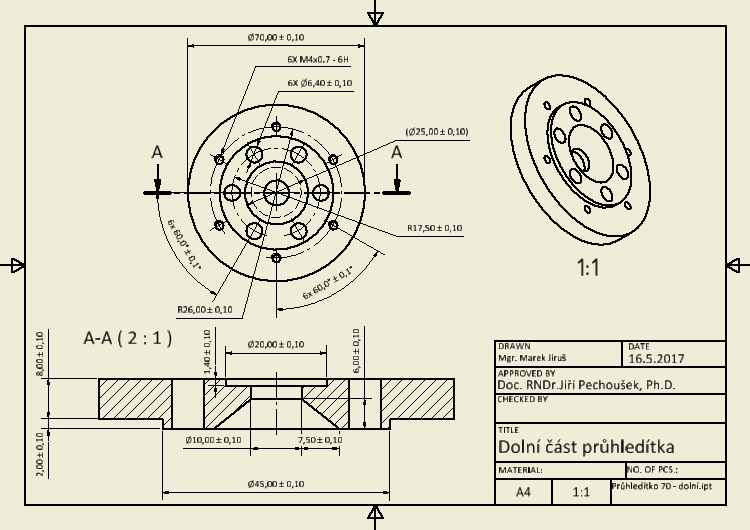 Ø70,00 ± 0,10
6X M4x0.7 - 6H
6X Ø6,40 ± 0,10
(Ø25,00 ± 0,10)
A
A
R17,50 ± 0,10
6x 60,0° ± 0,1°
6x 60,0° ± 0,1°
R26,00 ± 0,10
1:1
A-A ( 2 : 1 )
8,00 ± 0,10
1,40 ± 0,10
Ø20,00 ± 0,10
6,00 ± 0,10
2,00 ± 0,10
Ø10,00 ± 0,10
7,50 ± 0,10
Ø45,00 ± 0,10
DRAWN
Mgr. Marek Jiruš
DATE
16.5.2017
APPROVED BY
Doc. RNDr.Jiří Pechoušek, Ph.D.
CHECKED BY
TITLE
Dolní část průhledítka
MATERIAL:
NO. OF PCS.:
A4
1:1
Průhledítko 70 - dolní.ipt